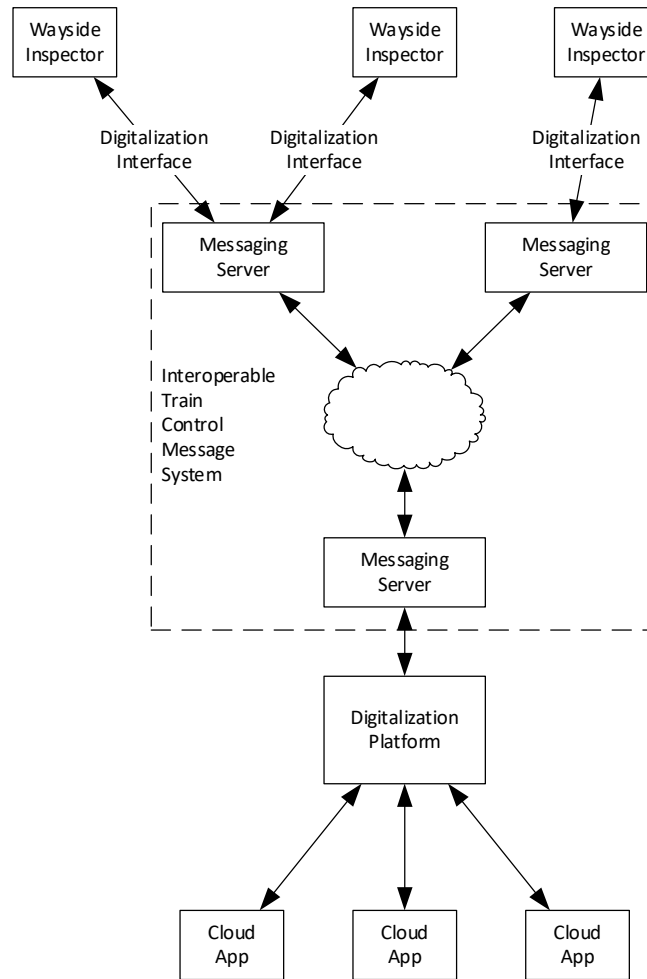 Wayside
Inspector
Wayside
Inspector
Wayside
Inspector
Digitalization
Interface
Digitalization
Interface
Digitalization
Interface
Messaging
Server
Messaging
Server
Interoperable
Train
Control
Message
System
Messaging
Server
Digitalization
Platform
Cloud
App
Cloud
App
Cloud
App